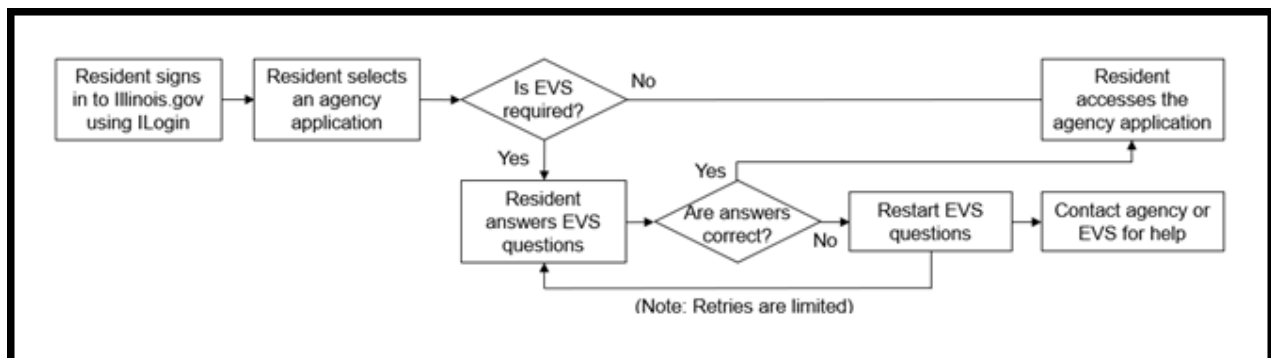 Resident signs
in to Illinois.gov
using ILogin
Resident selects
an agency
application
Is EVS
required?
No
Resident
accesses the
agency application
Yes
Resident
answers EVS
questions
Yes
Are answers
correct?
No
Restart EVS
questions
Contact agency or
EVS for help
(Note: Retries are limited)